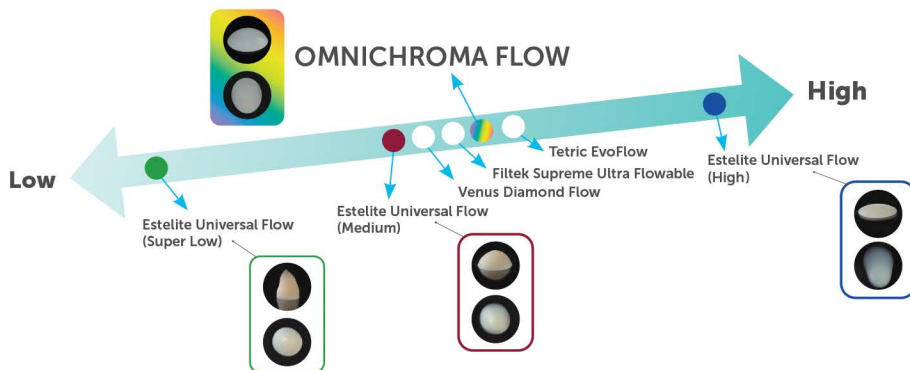 OMNICHROMA FLOW
High
Low
Tetric EvoFlow
Filtek Supreme Ultra Flowable
Venus Diamond Flow
Estelite Universal Flow
(High)
Estelite Universal Flow
(Medium)
Estelite Universal Flow
(Super Low)